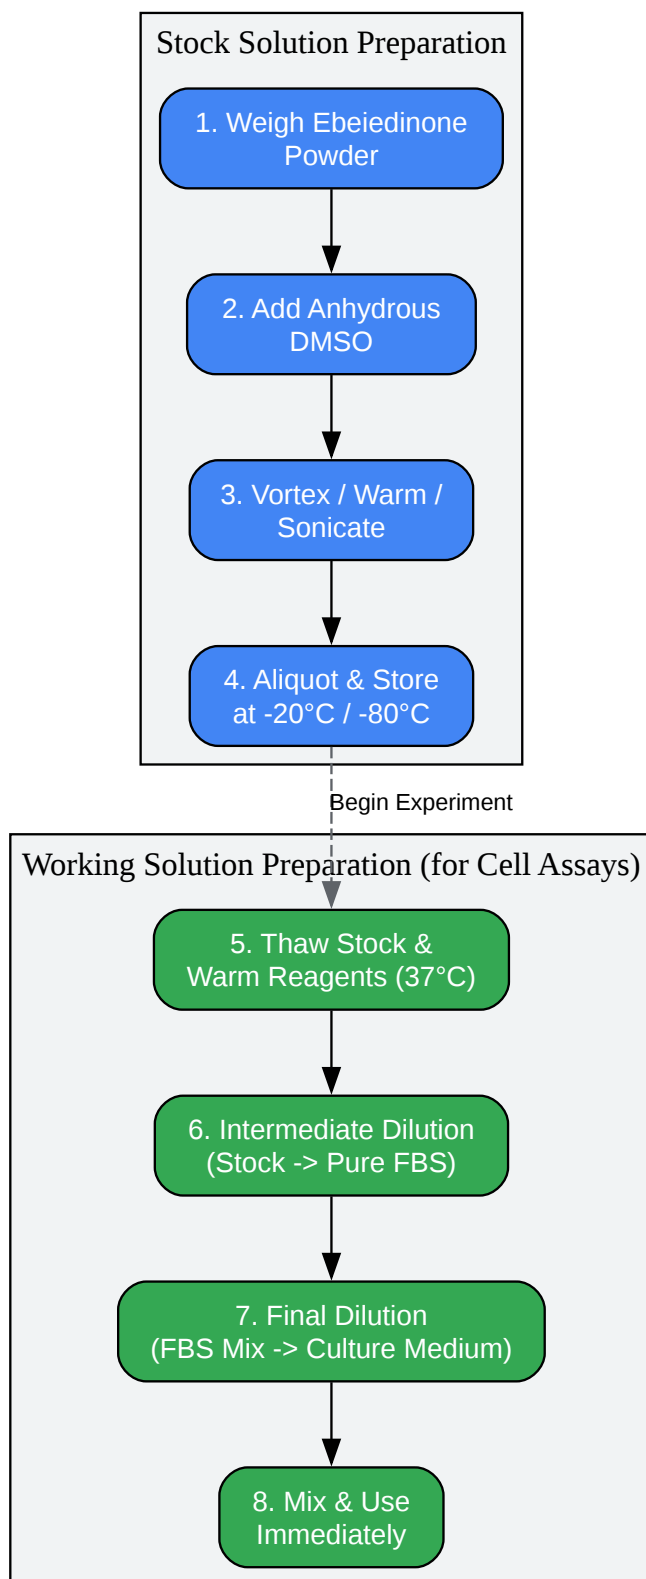 Stock Solution Preparation
1. Weigh Ebeiedinone
Powder
2. Add Anhydrous
DMSO
3. Vortex / Warm /
Sonicate
4. Aliquot & Store
at -20°C / -80°C
Begin Experiment
Working Solution Preparation (for Cell Assays)
5. Thaw Stock &
Warm Reagents (37°C)
6. Intermediate Dilution
(Stock -> Pure FBS)
7. Final Dilution
(FBS Mix -> Culture Medium)
8. Mix & Use
Immediately